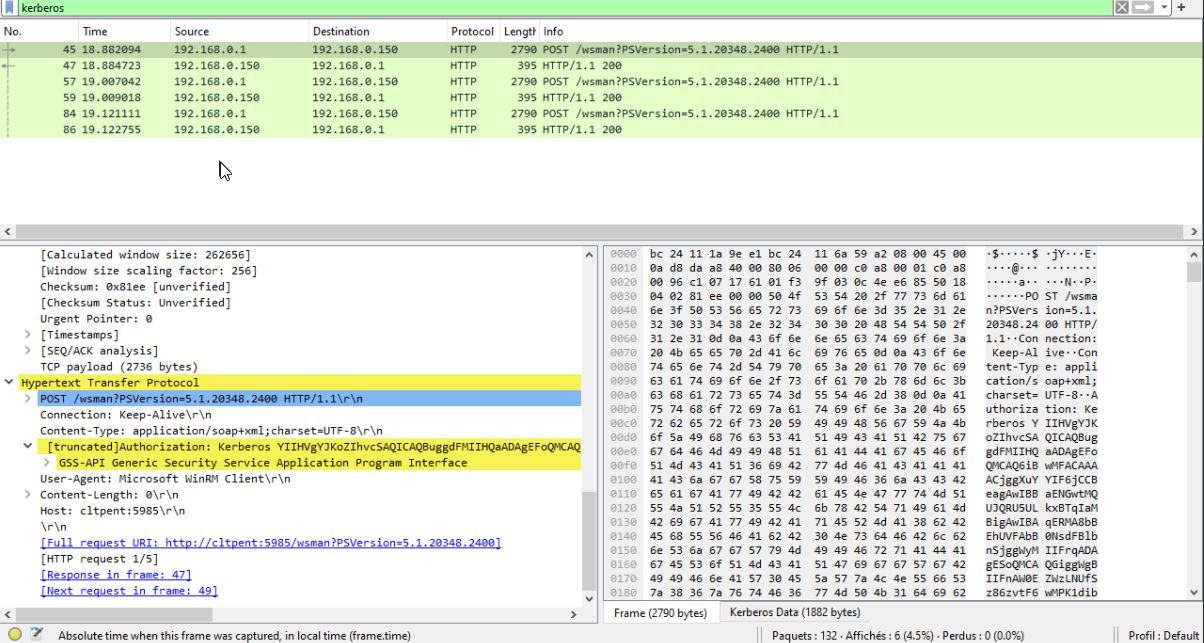 kerberos
No. Time Source Destination Protocol Lengtl Info
45 18.882094 192.168.0.1 192.168.0.150 HTTP 2790 POST /wsman?PSVersion=5.1.20348.2400 HTTP/1.1
47 18.884723 192.168.0.150 192.168.0.1 HTTP 395 HTTP/1.1 200
57 19.007042 192.168.0.1 192.168.0.150 HTTP 2790 POST /wsman?PSVersion=5.1.20348.2400 HTTP/1.1
59 19.009018 192.168.0.150 192.168.0.1 HTTP 395 HTTP/1.1 200
84 19.121111 192.168.0.1 192.168.0.150 HTTP 2790 POST /wsman?PSVersion=5.1.20348.2400 HTTP/1.1
86 19.122755 192.168.0.150 192.168.0.1 HTTP 395 HTTP/1.1 200
[Calculated window size: 262656]
[Window size scaling factor: 256]
Checksum: 0x81ee [unverified]
[Checksum Status: Unverified]
Urgent Pointer: 0
[Timestamps]
[SEQ/ACK analysis]
TCP payload (2736 bytes)
Hypertext Transfer Protocol
POST /wsman?PSVersion=5.1.20348.2400 HTTP/1.1\r\n
Connection: Keep-Alive\r\n
Content-Type: application/soap+xml;charset=UTF-8\r\n
[truncated]Authorization: Kerberos YIIHVgYJKoZIhvcSAQICAQBuggdFMIIHQaADAgEFoQMCAQ
GSS-API Generic Security Service Application Program Interface
User-Agent: Microsoft WinRM Client\r\n
Content-Length: 0\r\n
Host: cltpent:5985\r\n
\r\n
[Full request URI: http://cltpent:5985/wsman?PSVersion=5.1.20348.2400]
[HTTP request 1/5]
[Response in frame: 47]
[Next request in frame: 49]
0000 bc 24 11 1a 9e e1 bc 24 11 6a 59 a2 08 00 45 00 ·$·····$ ·jY···E·
0010 0a d8 da a8 40 00 80 06 00 00 c0 a8 00 01 c0 a8 ····@··· ········
0020 00 96 c1 07 17 61 01 f3 9f 03 0c 4e e6 85 50 18 ·····a·· ···N··P·
0030 04 02 81 ee 00 00 50 4f 53 54 20 2f 77 73 6d 61 ······PO ST /wsma
0040 6e 3f 50 53 56 65 72 73 69 6f 6e 3d 35 2e 31 2e n?PSVers ion=5.1.
0050 32 30 33 34 38 2e 32 34 30 30 20 48 54 54 50 2f 20348.24 00 HTTP/
0060 31 2e 31 0d 0a 43 6f 6e 6e 65 63 74 69 6f 6e 3a 1.1··Con nection:
0070 20 4b 65 65 70 2d 41 6c 69 76 65 0d 0a 43 6f 6e Keep-Al ive··Con
0080 74 65 6e 74 2d 54 79 70 65 3a 20 61 70 70 6c 69 tent-Typ e: appli
0090 63 61 74 69 6f 6e 2f 73 6f 61 70 2b 78 6d 6c 3b cation/s oap+xml;
00a0 63 68 61 72 73 65 74 3d 55 54 46 2d 38 0d 0a 41 charset= UTF-8··A
00b0 75 74 68 6f 72 69 7a 61 74 69 6f 6e 3a 20 4b 65 uthoriza tion: Ke
00c0 72 62 65 72 6f 73 20 59 49 49 48 56 67 59 4a 4b rberos Y IIHVgYJK
00d0 6f 5a 49 68 76 63 53 41 51 49 43 41 51 42 75 67 oZIhvcSA QICAQBug
00e0 67 64 46 4d 49 49 48 51 61 41 44 41 67 45 46 6f gdFMIIHQ aADAgEFo
00f0 51 4d 43 41 51 36 69 42 77 4d 46 41 43 41 41 41 QMCAQ6iB wMFACAAA
0100 41 43 6a 67 67 58 75 59 59 49 46 36 6a 43 43 42 ACjggXuY YIF6jCCB
0110 65 61 67 41 77 49 42 42 61 45 4e 47 77 74 4d 51 eagAwIBB aENGwtMQ
0120 55 4a 51 52 55 35 55 4c 6b 78 42 54 71 49 61 4d UJQRU5UL kxBTqIaM
0130 42 69 67 41 77 49 42 41 71 45 52 4d 41 38 62 42 BigAwIBA qERMA8bB
0140 45 68 55 56 46 41 62 42 30 4e 73 64 46 42 6c 62 EhUVFAbB 0NsdFBlb
0150 6e 53 6a 67 67 57 79 4d 49 49 46 72 71 41 44 41 nSjggWyM IIFrqADA
0160 67 45 53 6f 51 4d 43 41 51 47 69 67 67 57 67 42 gESoQMCA QGiggWgB
0170 49 49 46 6e 41 57 30 45 5a 57 7a 4c 4e 55 66 53 IIFnAW0E ZWzLNUfS
0180 7a 38 36 7a 76 74 46 36 77 4d 50 4b 31 64 69 62 z86zvtF6 wMPK1dib
Frame (2790 bytes) Kerberos Data (1882 bytes)
Absolute time when this frame was captured, in local time (frame.time) Paquets : 132 · Affichés : 6 (4.5%) · Perdus : 0 (0.0%) Profil : Default